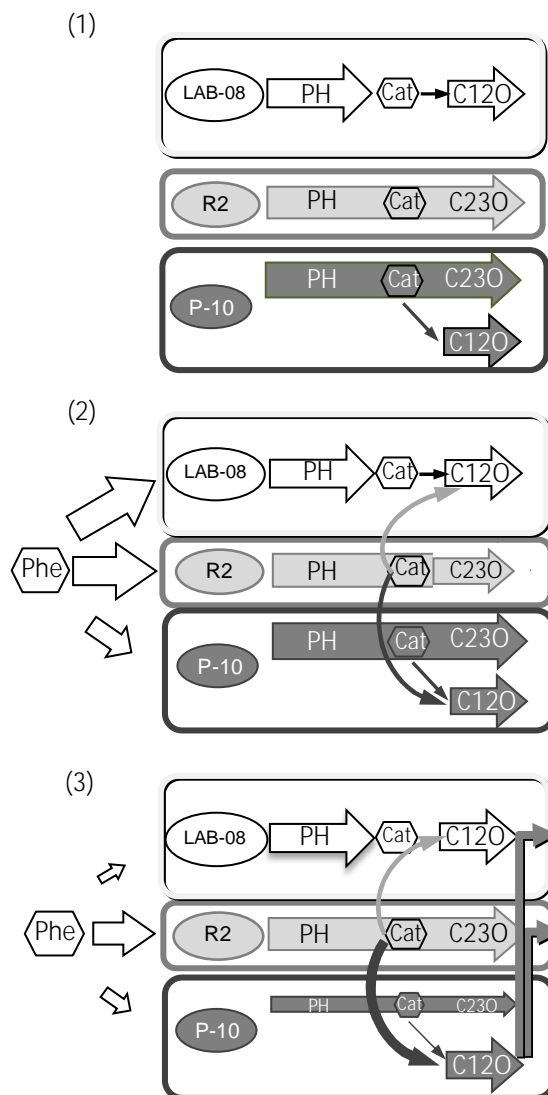 (1)
LAB-08 PH Cat C12O
R2 PH Cat C23O
P-10 PH Cat C23O
C12O
(2)
LAB-08 PH Cat C12O
Phe R2 PH Cat C23O
P-10 PH Cat C23O
C12O
(3)
LAB-08 PH Cat C12O
Phe R2 PH Cat C23O
P-10 PH Cat C23O
C12O